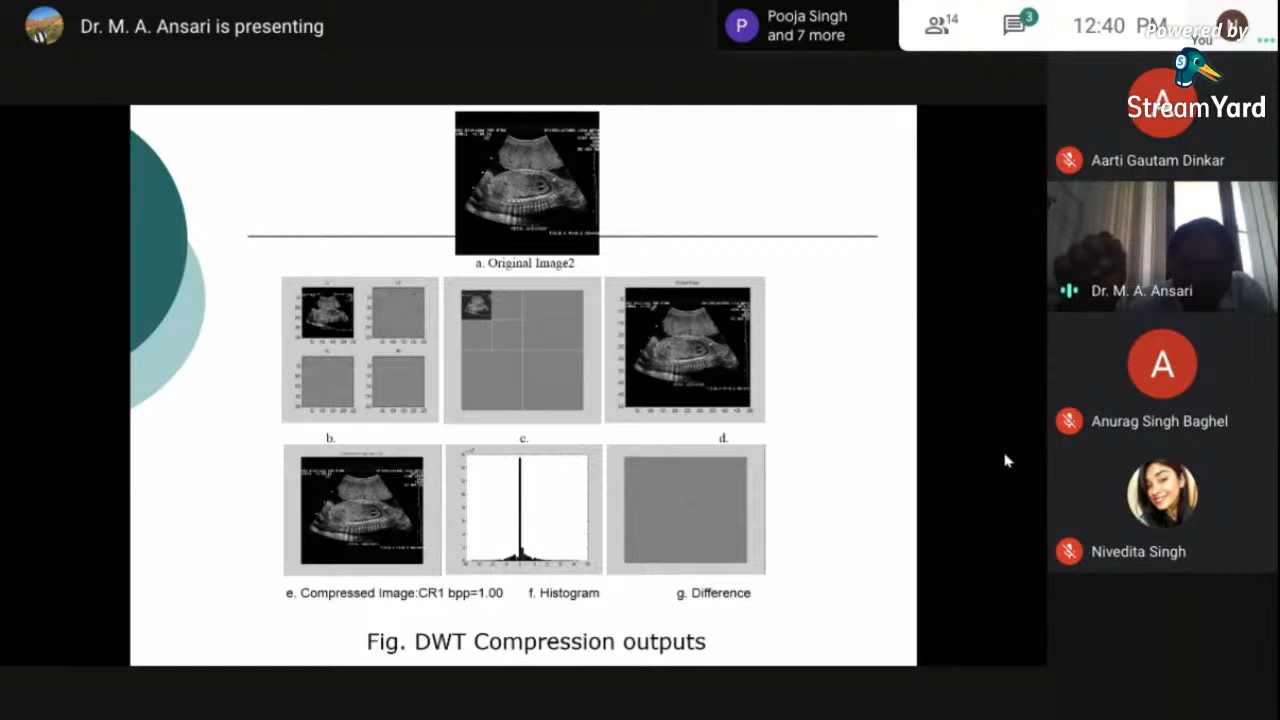 Dr. M. A. Ansari is presenting
P
Pooja Singh
and 7 more
14
3
12:40 PM
You
Powered by
S
StreamYard
A
Aarti Gautam Dinkar
Dr. M. A. Ansari
A
Anurag Singh Baghel
Nivedita Singh
a. Original Image2
b.
c.
d.
e. Compressed Image:CR1 bpp=1.00
f. Histogram
g. Difference
Fig. DWT Compression outputs